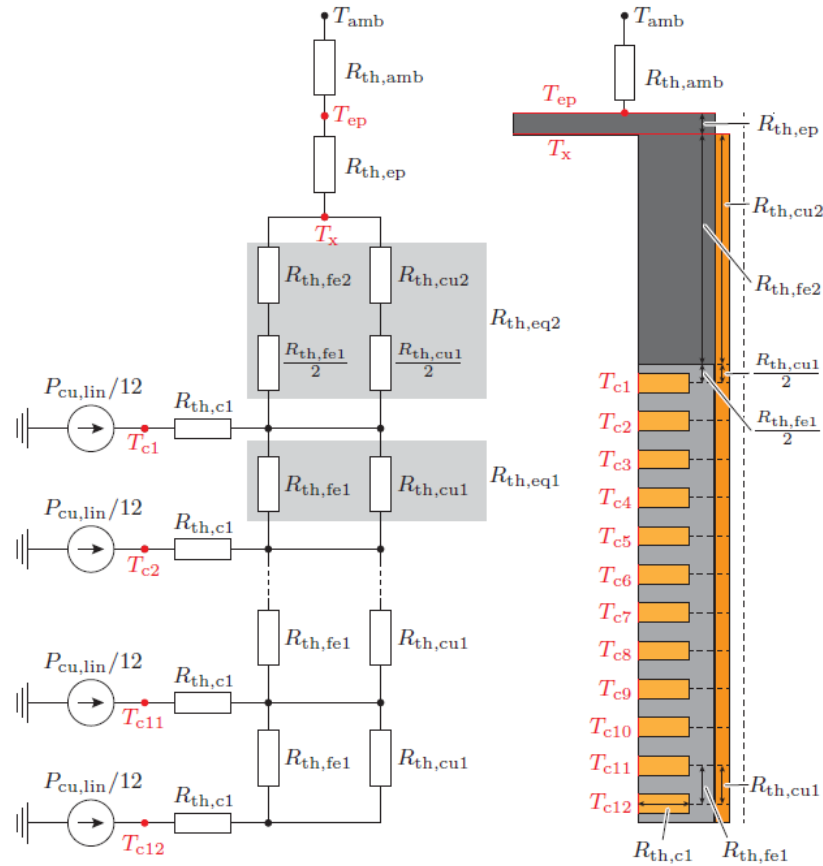 T_amb
R_th,amb
T_ep
R_th,ep
T_x
R_th,fe2
R_th,cu2
R_th,eq2
R_th,fe1/2
R_th,cu1/2
P_cu,lin/12
R_th,c1
T_c1
R_th,fe1
R_th,cu1
R_th,eq1
P_cu,lin/12
R_th,c1
T_c2
R_th,fe1
R_th,cu1
P_cu,lin/12
R_th,c1
T_c11
R_th,fe1
R_th,cu1
P_cu,lin/12
R_th,c1
T_c12
T_amb
R_th,amb
T_ep
R_th,ep
T_x
R_th,cu2
R_th,fe2
R_th,cu1/2
R_th,fe1/2
T_c1
T_c2
T_c3
T_c4
T_c5
T_c6
T_c7
T_c8
T_c9
T_c10
T_c11
T_c12
R_th,cu1
R_th,c1
R_th,fe1